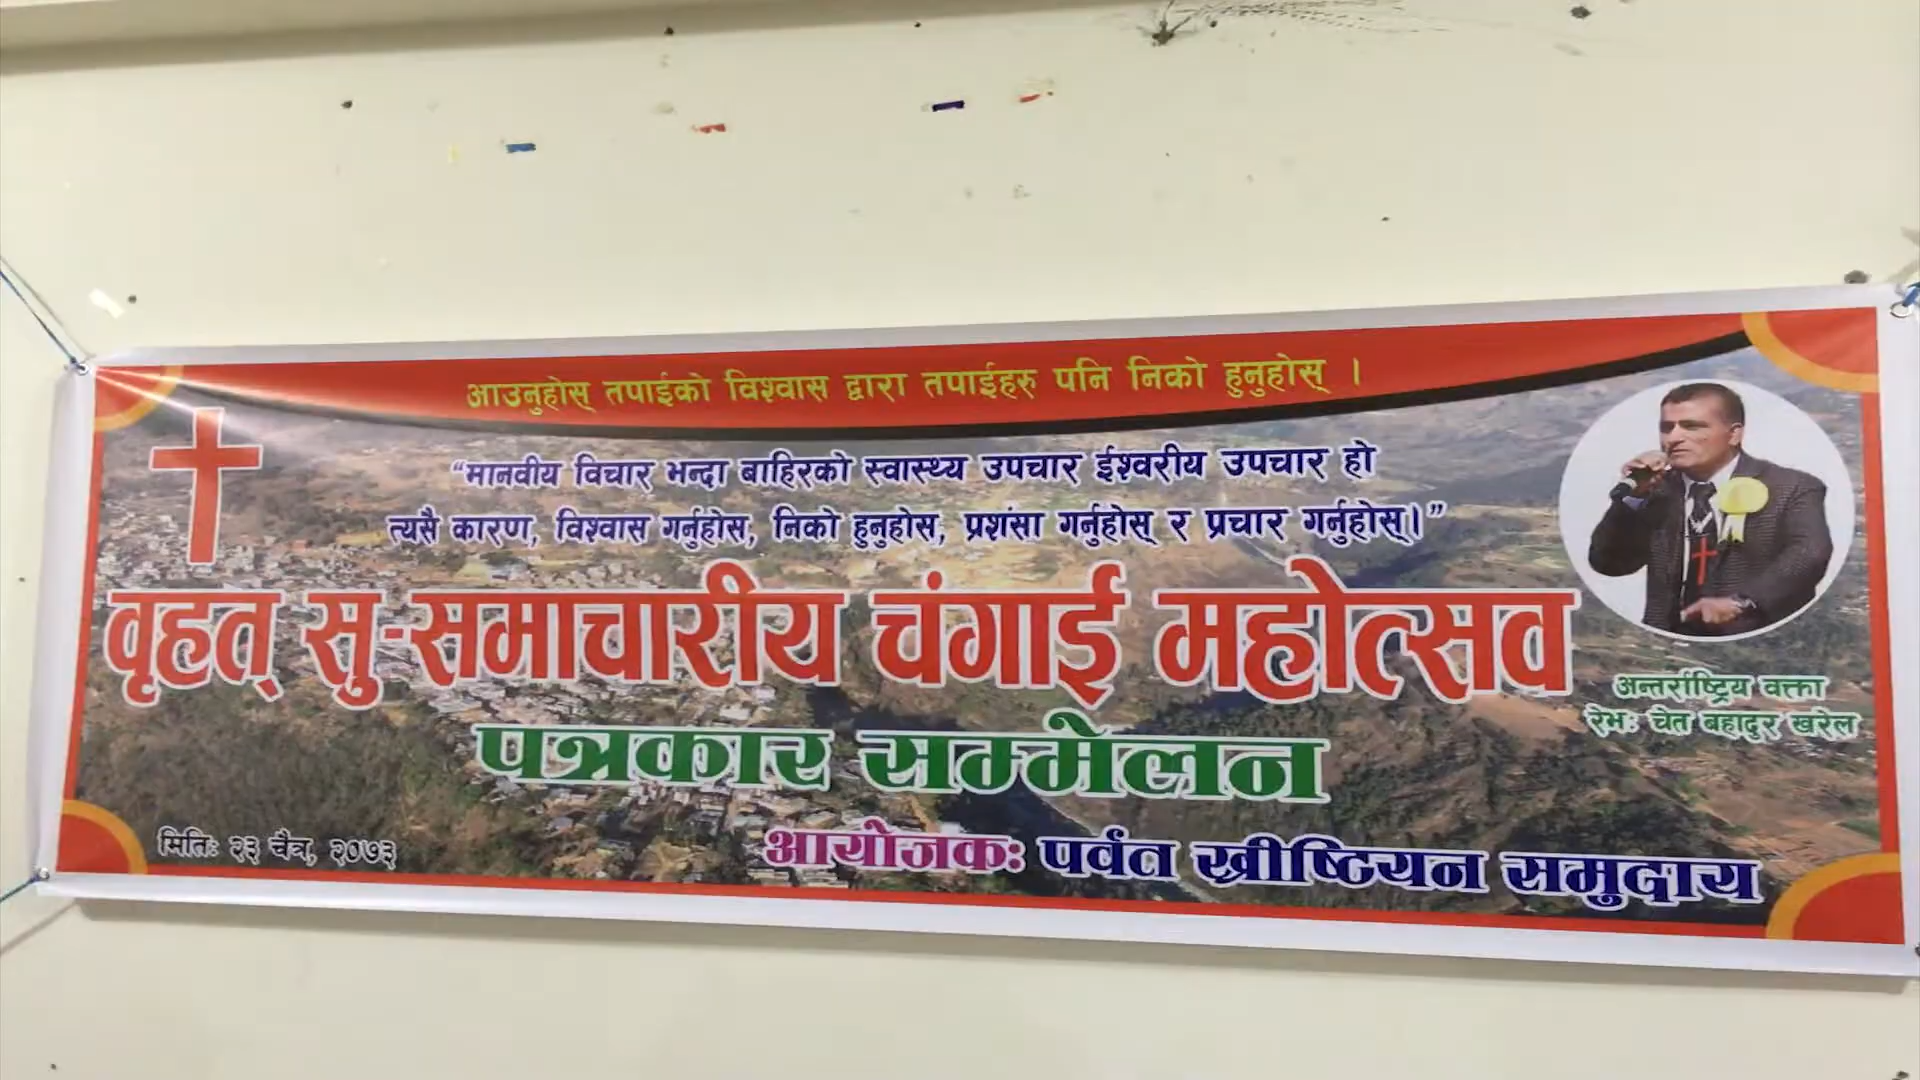 आउनुहोस् तपाईको विश्वास द्वारा तपाईहरु पनि निको हुनुहोस् ।
“मानवीय विचार भन्दा बाहिरको स्वास्थ्य उपचार ईश्वरीय उपचार हो
त्यसै कारण, विश्वास गर्नुहोस, निको हुनुहोस, प्रशंसा गर्नुहोस् र प्रचार गर्नुहोस्।”
वृहत् सु-समाचारीय चंगाई महोत्सव
पत्रकार सम्मेलन
अन्तर्राष्ट्रिय वक्ता
रेभः चेत बहादुर खरेल
मितिः २३ चैत्र, २०७३
आयोजकः पर्वत ख्रीष्टियन समुदाय